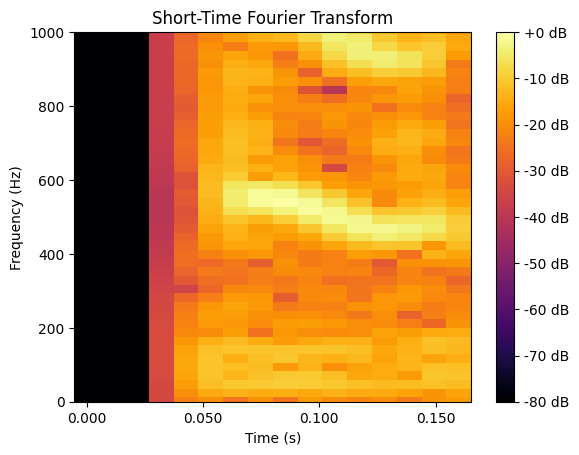 Short-Time Fourier Transform
1000
800
600
400
200
0
Frequency (Hz)
0.000
0.050
0.100
0.150
Time (s)
+0 dB
-10 dB
-20 dB
-30 dB
-40 dB
-50 dB
-60 dB
-70 dB
-80 dB